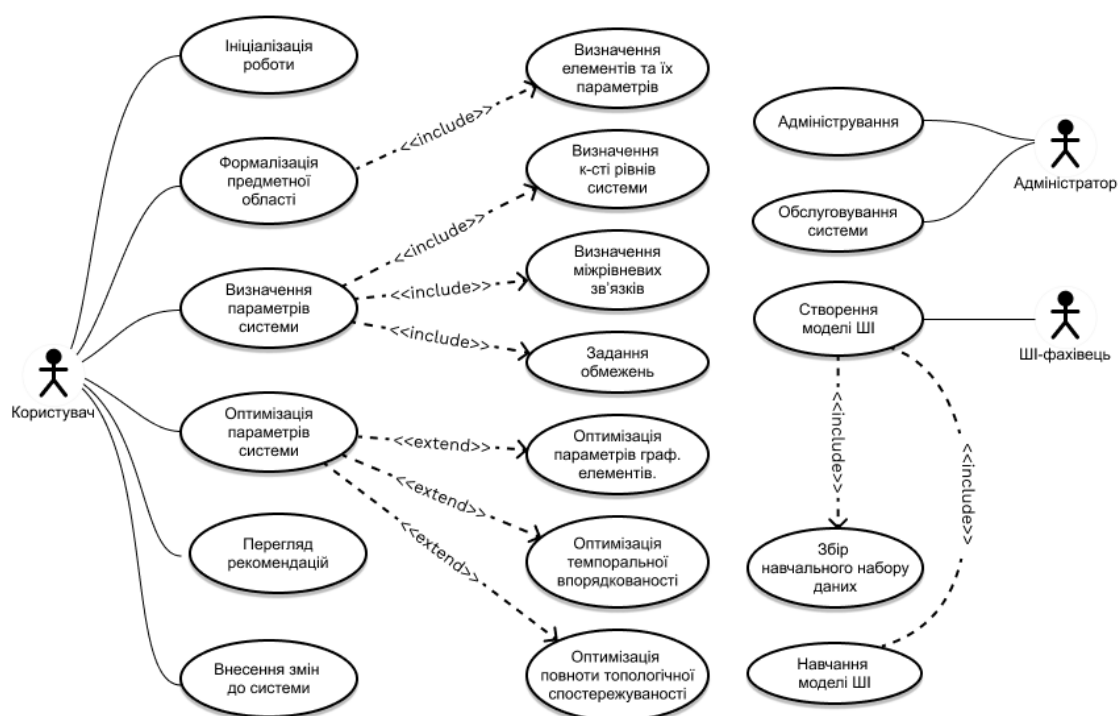 Ініціалізація
роботи
Формалізація
предметної
області
Визначення
параметрів
системи
Користувач
Оптимізація
параметрів
системи
Перегляд
рекомендацій
Внесення змін
до системи
<<include>>
<<include>>
<<include>>
<<include>>
<<extend>>
<<extend>>
<<extend>>
Визначення
елементів та їх
параметрів
Визначення
к-сті рівнів
системи
Визначення
міжрівневих
зв'язків
Задання
обмежень
Оптимізація
параметрів граф.
елементів.
Оптимізація
темпоральної
впорядкованості
Оптимізація
повноти топологічної
спостережуваності
Адміністрування
Обслуговування
системи
Адміністратор
Створення
моделі ШІ
ШІ-фахівець
<<include>>
<<include>>
Збір
навчального набору
даних
Навчання
моделі ШІ